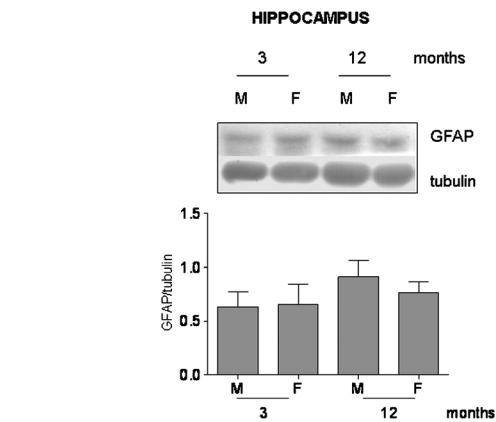 HIPPOCAMPUS
3 12 months
M F M F
GFAP
tubulin
1.5
1.0
0.5
0.0
GFAP/tubulin
M F M F
3 12 months